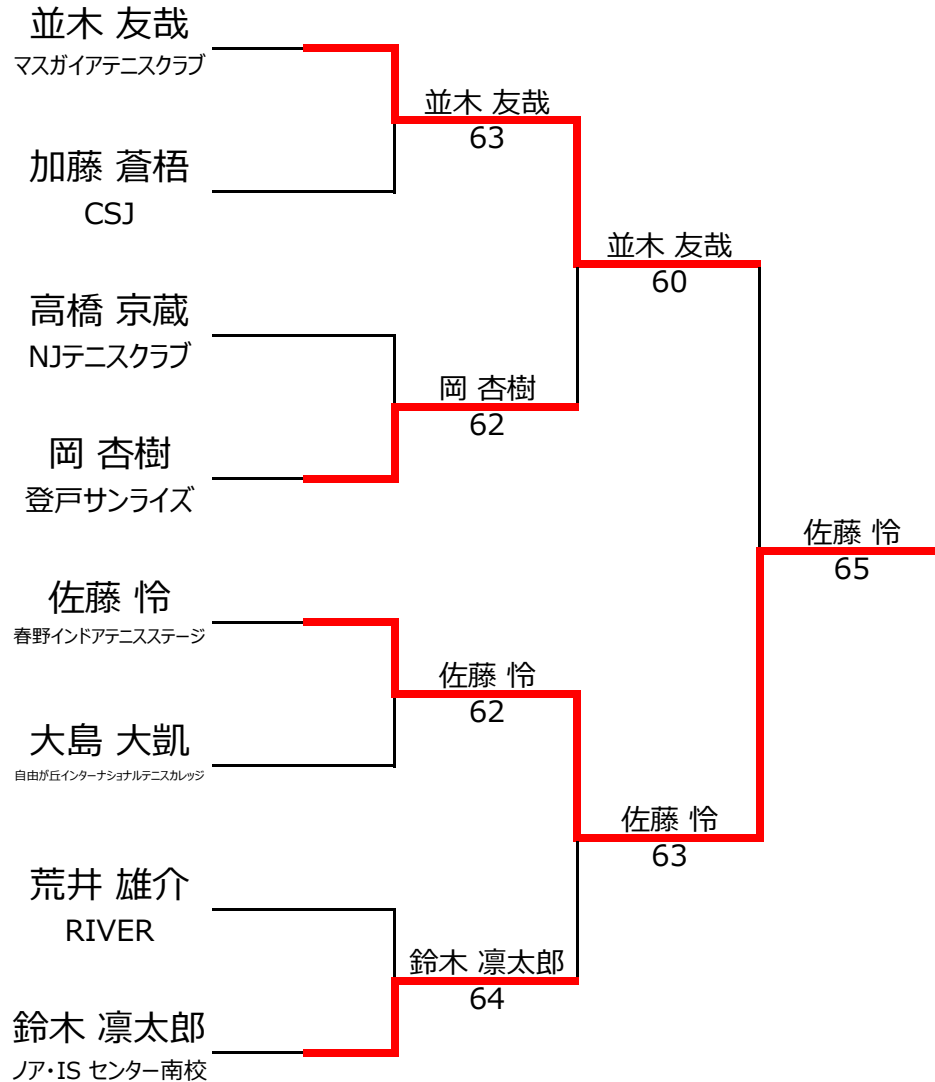 並木 友哉
マスガイアテニスクラブ
並木 友哉
63
加藤 蒼梧
CSJ
並木 友哉
60
高橋 京蔵
NJテニスクラブ
岡 杏樹
62
岡 杏樹
登戸サンライズ
佐藤 怜
65
佐藤 怜
春野インドアテニスステージ
佐藤 怜
62
大島 大凱
自由が丘インターナショナルテニスカレッジ
佐藤 怜
63
荒井 雄介
RIVER
鈴木 凛太郎
64
鈴木 凛太郎
ノア・IS センター南校